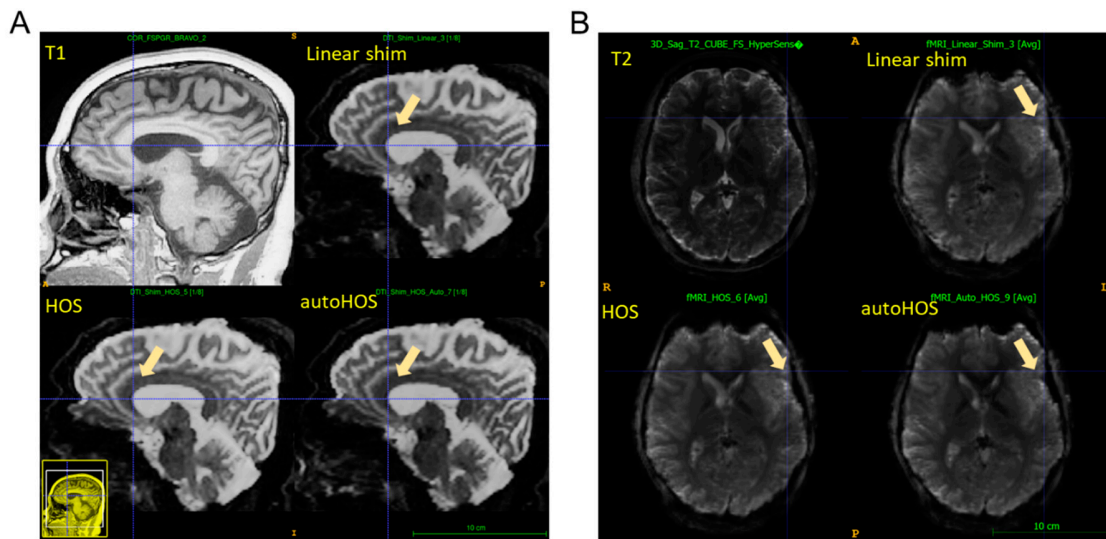 A
COR_FSPGR_BRAVO_2
T1
S
DTI_Shim_Linear_3 [1/8]
Linear shim
A
P
DTI_Shim_HOS_5 [1/8]
HOS
DTI_Shim_HOS_Auto_7 [1/8]
autoHOS
I
10 cm
B
3D_Sag_T2_CUBE_FS_HyperSens�
T2
A
fMRI_Linear_Shim_3 [Avg]
Linear shim
R
L
fMRI_HOS_6 [Avg]
HOS
fMRI_Auto_HOS_9 [Avg]
autoHOS
P
10 cm